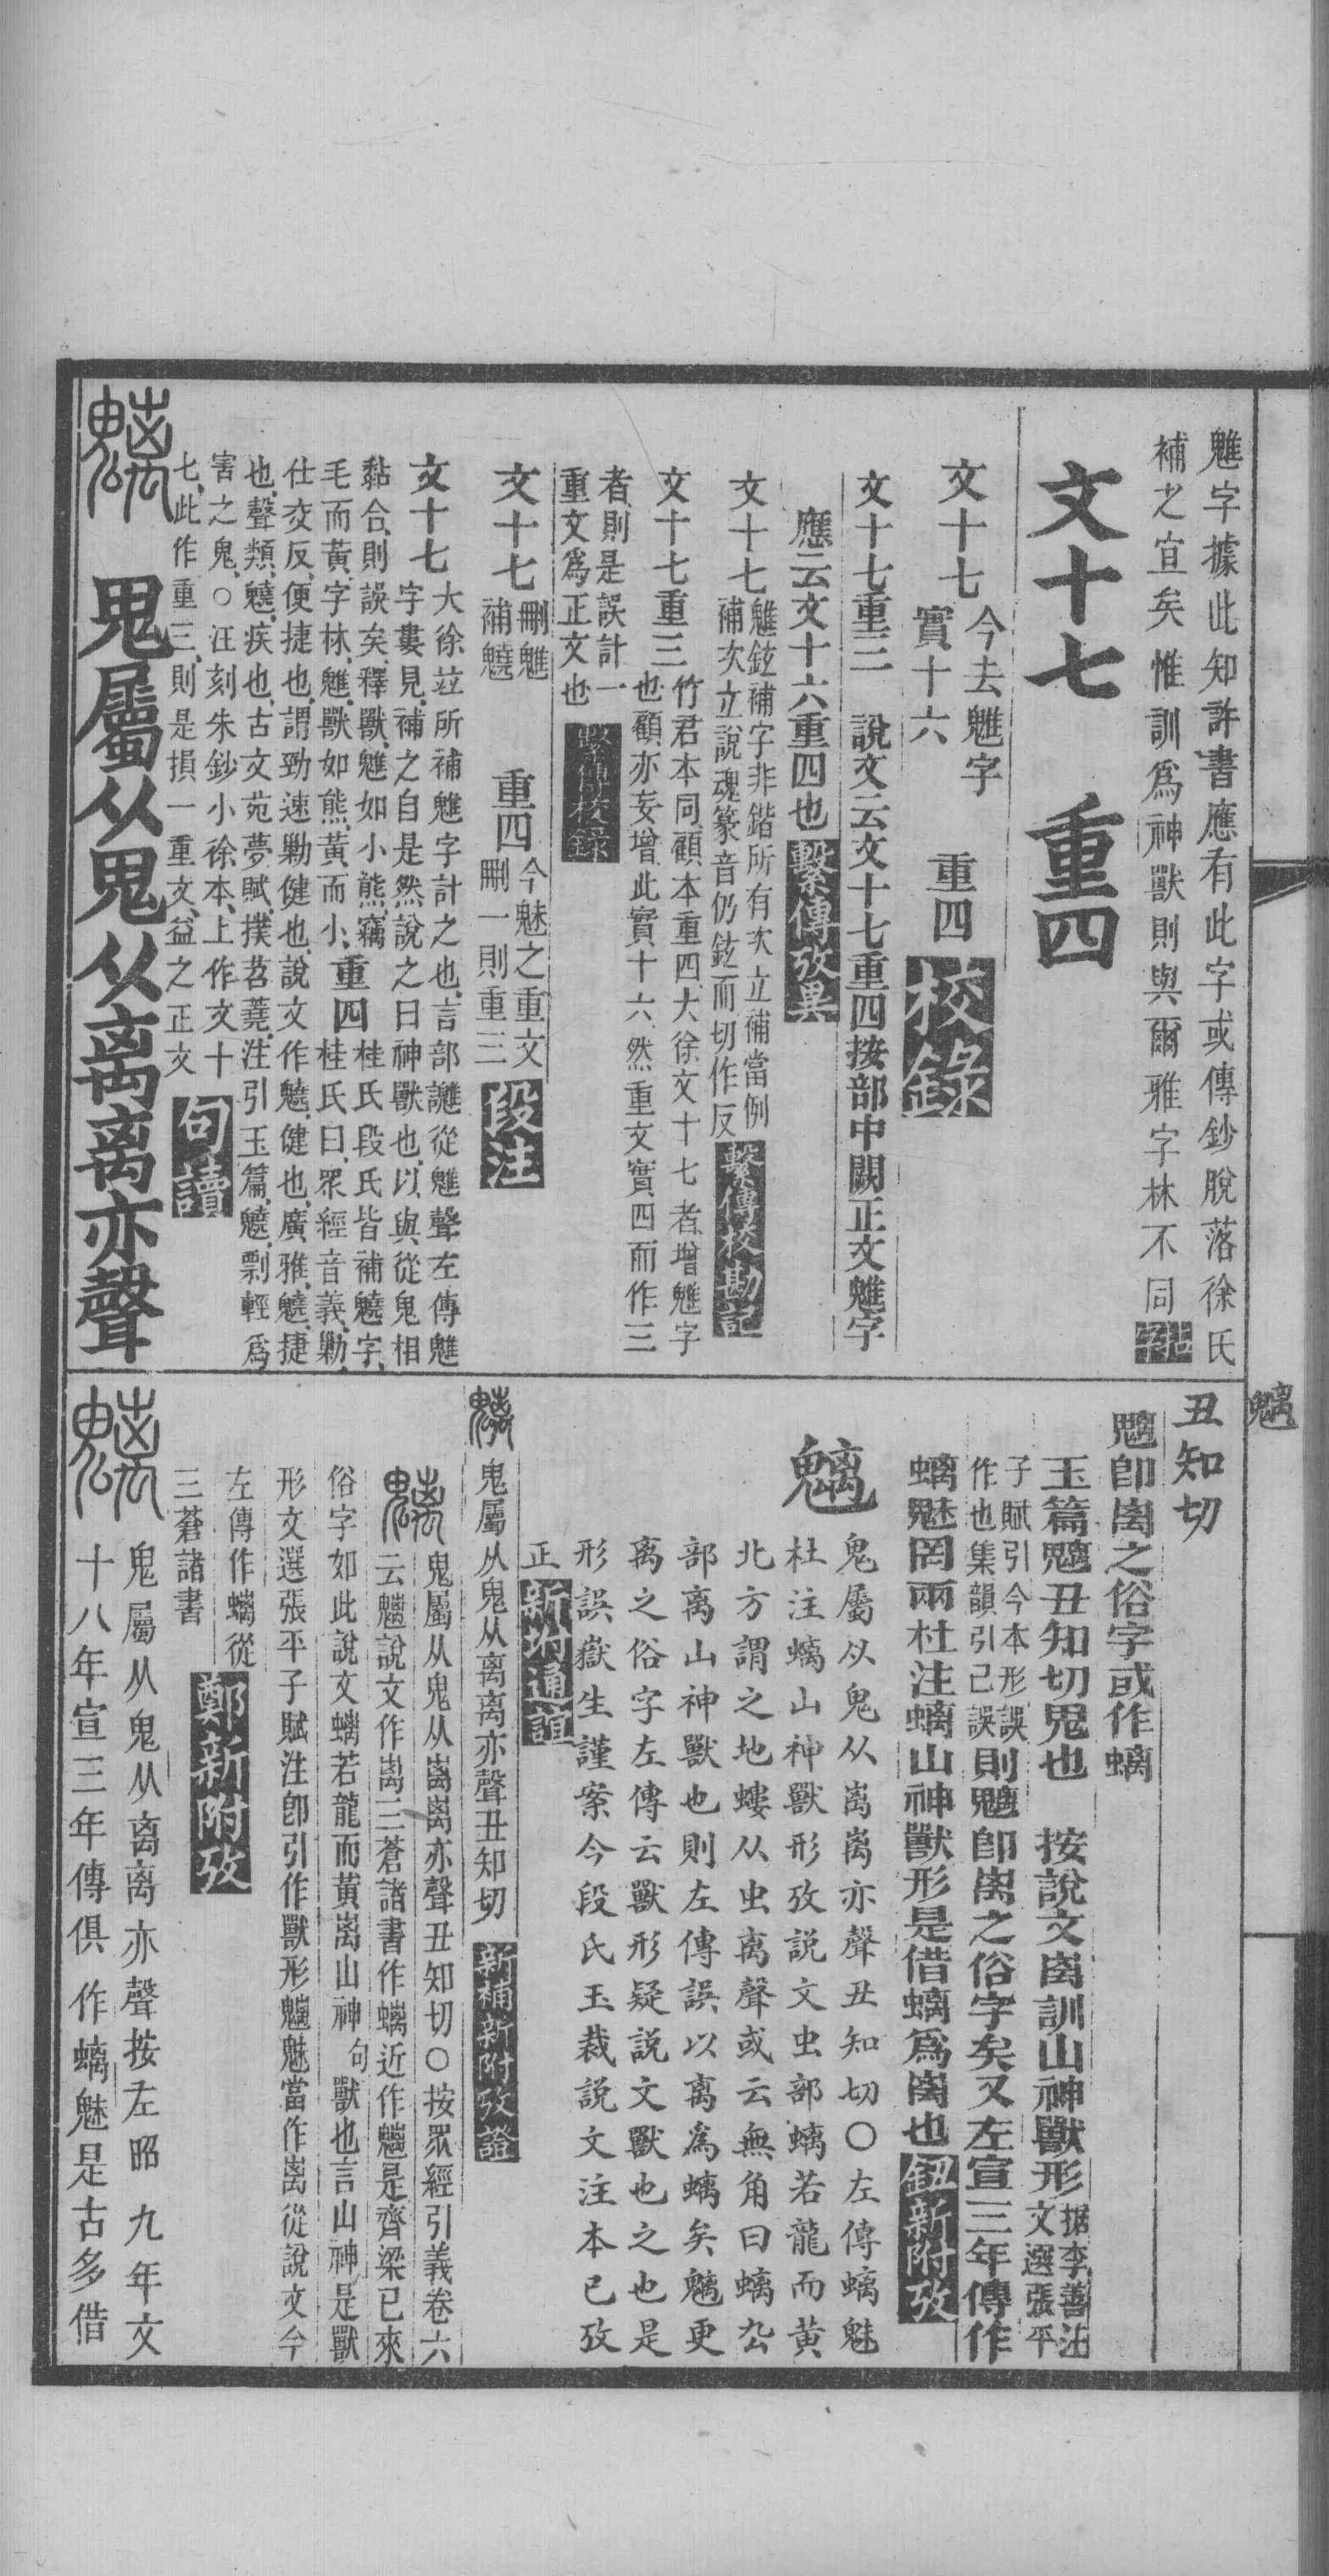 魋字據此知許書應有此字或傳鈔脫落徐氏
補之宜矣惟訓爲神獸則與爾雅字林不同
文十七 重四
文十七今去魋字實十六 重四 校錄
文十七重三 說文云文十七重四按部中闕正文魋字
應云文十六重四也 繫傳攷異
文十七魋鉉補字非鍇所有次立補當例
補次立說魂篆音仍鉉而切作反 繫傳校勘記
文十七重三竹君本同顧本重四大徐文十七者增魋字
也顧亦妄增此實十六然重文實四而作三
者則是誤計一
重文爲正文也 繫傳校錄
文十七刪魋補魕 重四今魅之重文刪一則重三 段注
文十七大徐竝所補魋字計之也言部讎從魋聲左傳魋
字婁見補之自是然說之曰神獸也以與從鬼相
黏合則誤矣釋獸魋如小熊竊
毛而黃字林魋獸如熊黃而小 重四桂氏段氏皆補魕字
桂氏曰眾經音義勦
仕交反便捷也謂勁速勦健也說文作魕健也廣雅魕捷
也聲類魕疾也古文苑夢賦撲苕蕘注引玉篇魕剽輕爲
害之鬼○汪刻朱鈔小徐本上作文十
七此作重三則是損一重文益之正文 句讀
魑 鬼屬从鬼从离离亦聲
丑知切
魑卽离之俗字或作螭
玉篇魑丑知切鬼也 按說文离訓山神獸形据李善注文選張平
子賦引今本形誤作也集韻引已誤則魑卽离之俗字矣又左宣三年傳作
螭魅罔兩杜注螭山神獸形是借螭爲离也 鈕新附攷
魑 鬼屬从鬼从离离亦聲丑知切○左傳螭魅
杜注螭山神獸形攷説文虫部螭若龍而黃
北方謂之地螻从虫离聲或云無角曰螭厹
部离山神獸也則左傳誤以离爲螭矣魑更
离之俗字左傳云獸形疑説文獸也之也是
形誤嶽生謹案今段氏玉裁説文注本已改
正 新附通誼
魑 鬼屬从鬼从离离亦聲丑知切 新補新附攷證
魑 鬼屬从鬼从离离亦聲丑知切○按眾經引義卷六
云魑說文作离三蒼諸書作螭近作魑是齊梁已來
俗字如此說文螭若龍而黃离山神句獸也言山神是獸
形文選張平子賦注卽引作獸形魑魅當作离從說文今
左傳作螭從
三蒼諸書 鄭新附攷
魑 鬼屬从鬼从离离亦聲按左昭九年文
十八年宣三年傳俱作螭魅是古多借
魑